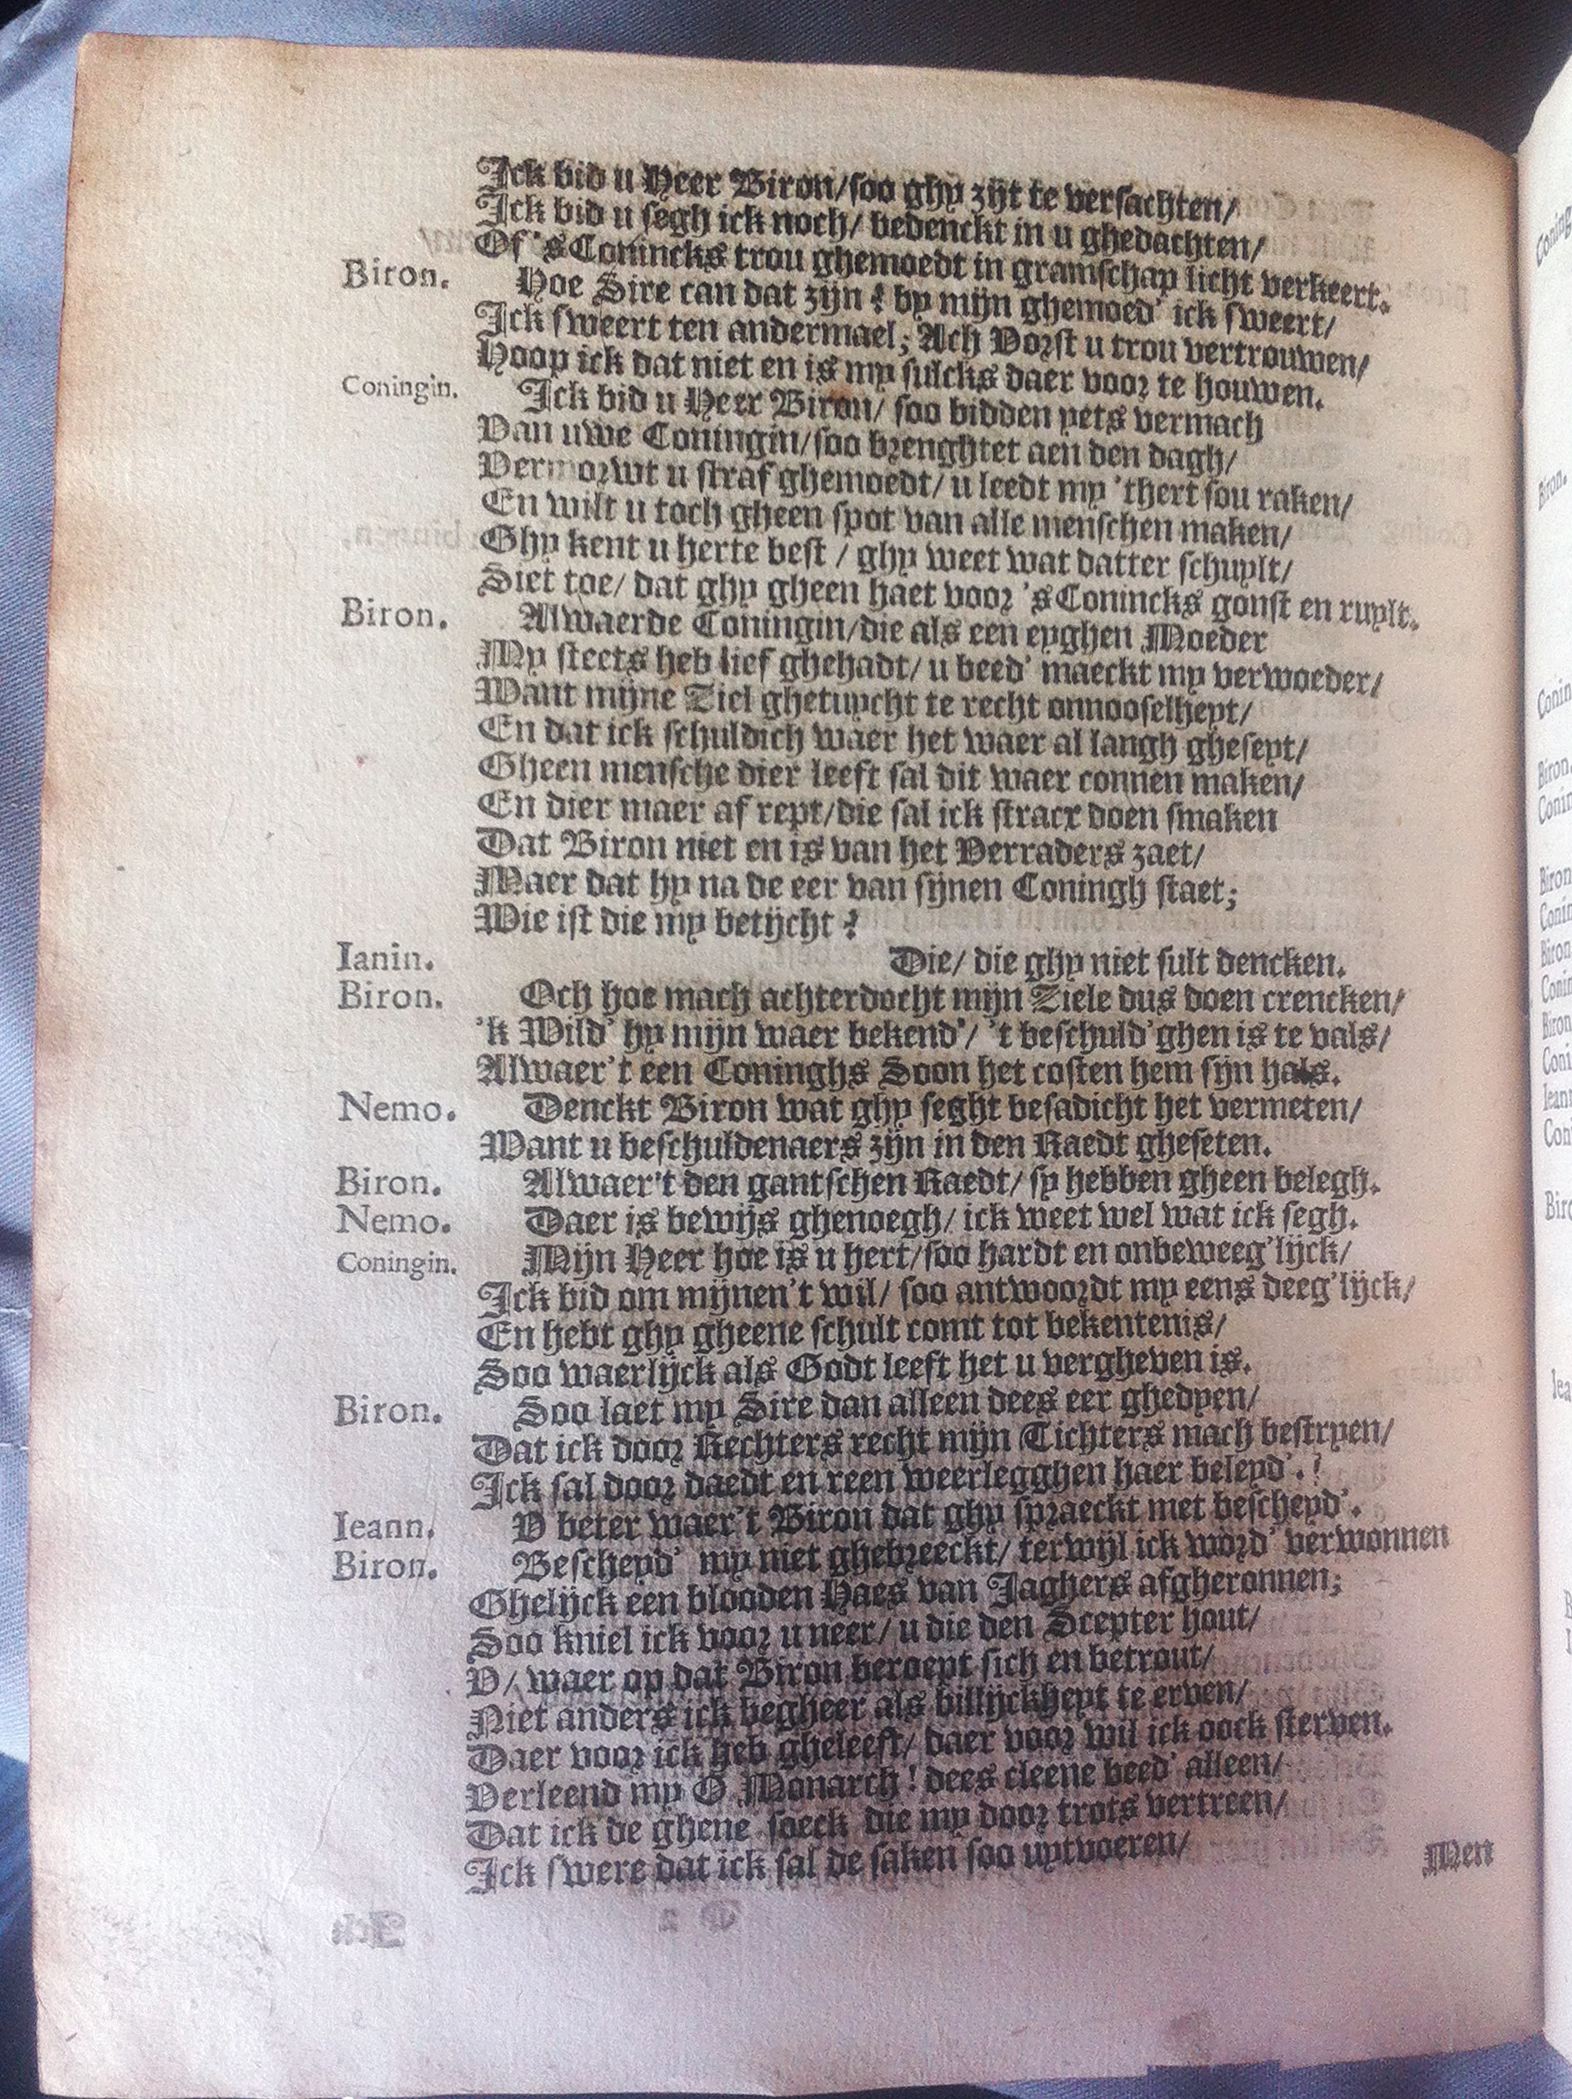 Ick bid u Heer Biron/ soo ghy zijt te versachten/
Ick bid u segh ick noch/ bedenckt in u ghedachten/
Of 's Conincks trou ghemoedt in gramschap licht verkeert.
Biron. Hoe Sire can dat zijn? by mijn ghemoed' ick sweert/
Ick sweert ten andermael; Ach Vorst u trou vertrouwen/
Hoop ick dat niet en is my sulcks daer voor te houwen.
Coningin. Ick bid u Heer Biron/ soo bidden yets vermach
Van uwe Coningin/ soo brenghtet aen den dagh/
Vermorwt u straf ghemoedt/ u leedt my 'thert sou raken/
En wilt u toch gheen spot van alle menschen maken/
Ghy kent u herte best/ ghy weet wat datter schuylt/
Siet toe/ dat ghy gheen haet voor 's Conincks gonst en ruylt.
Biron. Alwaerde Coningin/ die als een eyghen Moeder
My steets heb lief ghehadt/ u beed' maeckt my verwoeder/
Want mijne Ziel ghetuycht te recht onnooselheyt/
En dat ick schuldich waer het waer al langh gheseyt/
Gheen mensche dier leeft sal dit waer connen maken/
En dier maer af rept/ die sal ick stracx doen smaken
Dat Biron niet en is van het Verraders zaet/
Maer dat hy na de eer van sijnen Coningh staet;
Wie ist die my betijcht?
Ianin. Die/ die ghy niet sult dencken.
Biron. Och hoe mach achterdocht mijn Ziele dus doen crencken/
'k Wild' hy mijn waer bekend'/ 't beschuld'ghen is te vals/
Alwaer't een Coninghs Soon het costen hem sijn hals.
Nemo. Denckt Biron wat ghy seght besadicht het vermeten/
Want u beschuldenaers zijn in den Raedt gheseten.
Biron. Alwaer't den gantschen Raedt/ sy hebben gheen belegh.
Nemo. Daer is bewijs ghenoegh/ ick weet wel wat ick segh.
Coningin. Mijn Heer hoe is u hert/ soo hardt en onbeweeg'lijck/
Ick bid om mijnen't wil/ soo antwoordt my eens deeg'lijck/
En hebt ghy gheene schult comt tot bekentenis/
Soo waerlijck als Godt leeft het u vergheven is.
Biron. Soo laet my Sire dan alleen dees eer ghedyen/
Dat ick door Rechters recht mijn Tichters mach bestryen/
Ick sal door daedt en reen weerlegghen haer beleyd'.!
Ieann. V beter waer't Biron dat ghy spraeckt met bescheyd'.
Biron. Bescheyd' my niet ghebreeckt/ terwijl ick word' verwonnen
Ghelijck een blooden Haes van Jaghers afgheronnen;
Soo kniel ick voor u neer/ u die den Scepter hout/
V/ waer op dat Biron beroept sich en betrout/
Niet anders ick begheer als billijckheyt te erven/
Daer voor ick heb gheleeft/ daer voor wil ick oock sterven.
Verleend my O Monarch! dees cleene beed' alleen/
Dat ick de ghene soeck die my door trots vertreen/
Ick swere dat ick sal de saken soo uytvoeren/
Men